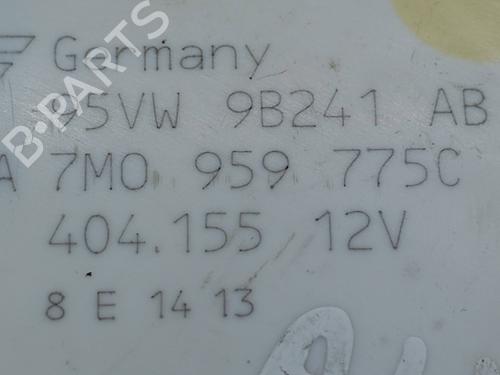 Germany
95VW 9B241 AB
A 7M0 959 775C
404.155 12V
8 E 14 13
B-PARTS